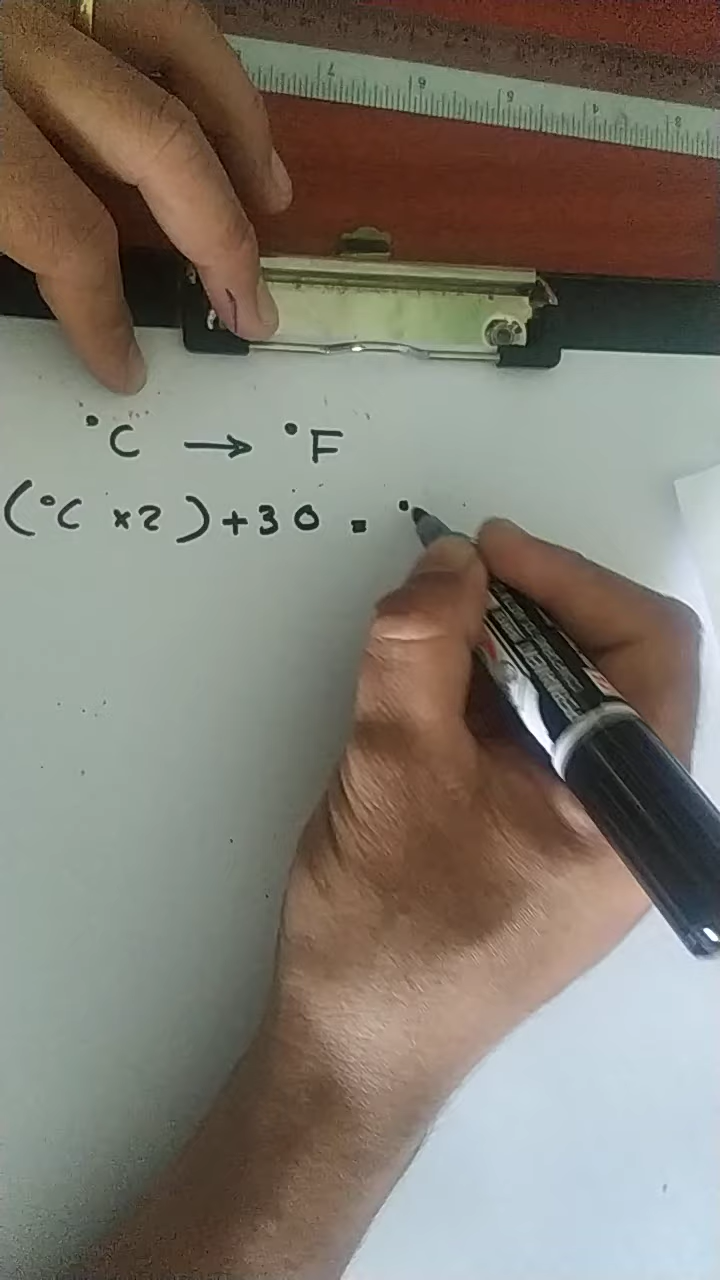 °C → °F
(°C ×2)+30 = °